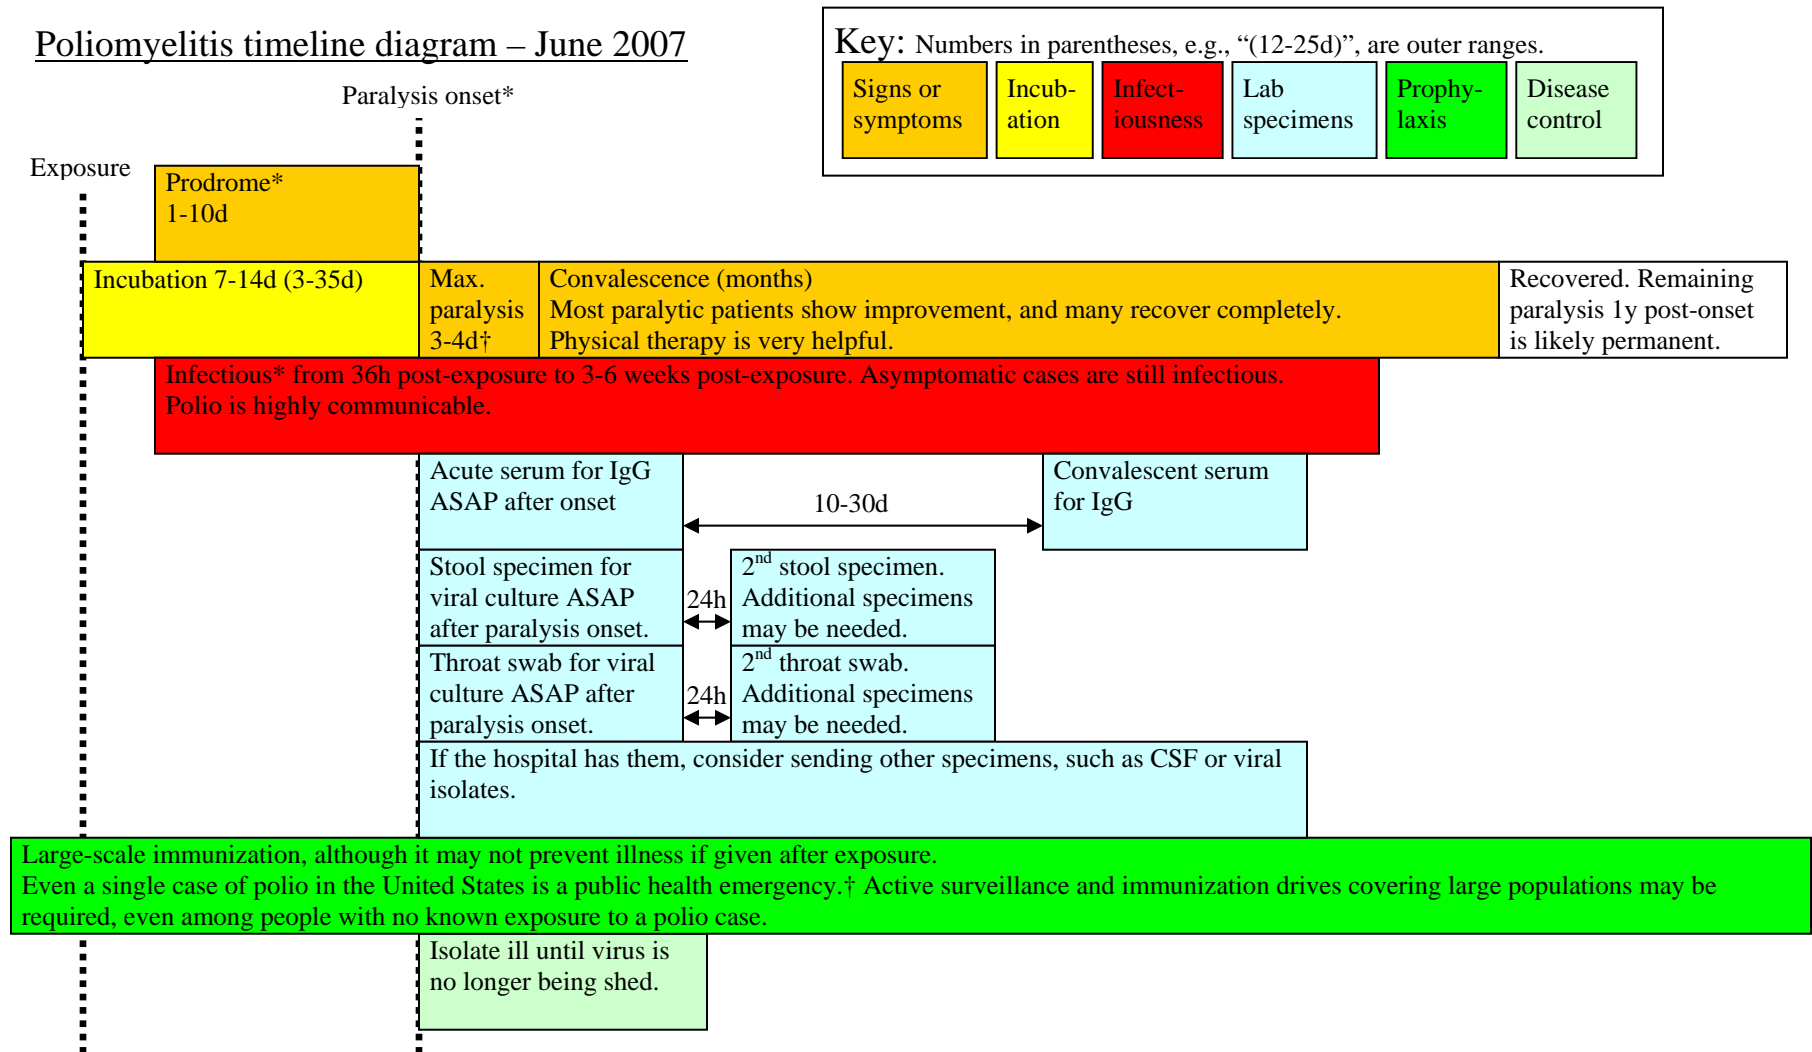 Poliomyelitis timeline diagram – June 2007
Key: Numbers in parentheses, e.g., “(12-25d)”, are outer ranges.
Signs or
symptoms
Incub-
ation
Infect-
iousness
Lab
specimens
Prophy-
laxis
Disease
control
Paralysis onset*
Exposure
Prodrome*
1-10d
Incubation 7-14d (3-35d)
Max.
paralysis
3-4d†
Convalescence (months)
Most paralytic patients show improvement, and many recover completely.
Physical therapy is very helpful.
Recovered. Remaining
paralysis 1y post-onset
is likely permanent.
Infectious* from 36h post-exposure to 3-6 weeks post-exposure. Asymptomatic cases are still infectious.
Polio is highly communicable.
Acute serum for IgG
ASAP after onset
10-30d
Convalescent serum
for IgG
Stool specimen for
viral culture ASAP
after paralysis onset.
24h
2nd stool specimen.
Additional specimens
may be needed.
Throat swab for viral
culture ASAP after
paralysis onset.
24h
2nd throat swab.
Additional specimens
may be needed.
If the hospital has them, consider sending other specimens, such as CSF or viral
isolates.
Large-scale immunization, although it may not prevent illness if given after exposure.
Even a single case of polio in the United States is a public health emergency.† Active surveillance and immunization drives covering large populations may be
required, even among people with no known exposure to a polio case.
Isolate ill until virus is
no longer being shed.